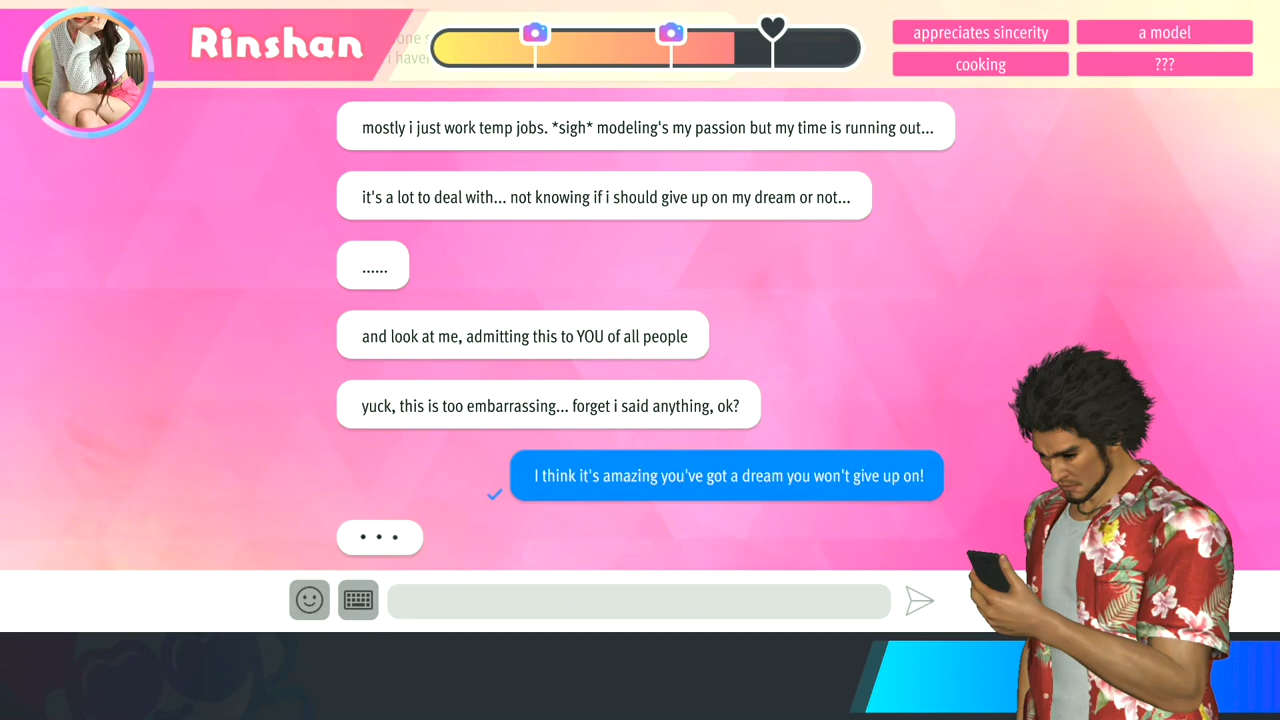 Rinshan
appreciates sincerity
a model
cooking
???
mostly i just work temp jobs. *sigh* modeling's my passion but my time is running out...
it's a lot to deal with... not knowing if i should give up on my dream or not...
......
and look at me, admitting this to YOU of all people
yuck, this is too embarrassing... forget i said anything, ok?
I think it's amazing you've got a dream you won't give up on!
• • •